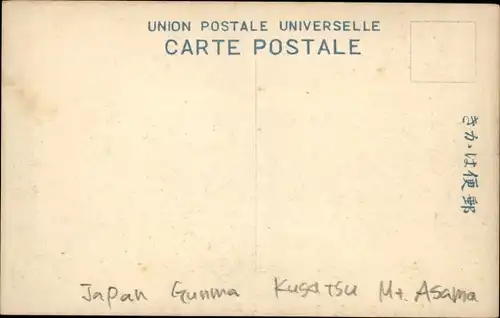 UNION POSTALE UNIVERSELLE
CARTE POSTALE
きかは便郵
Japan Gunma Kusatsu Mt. Asama